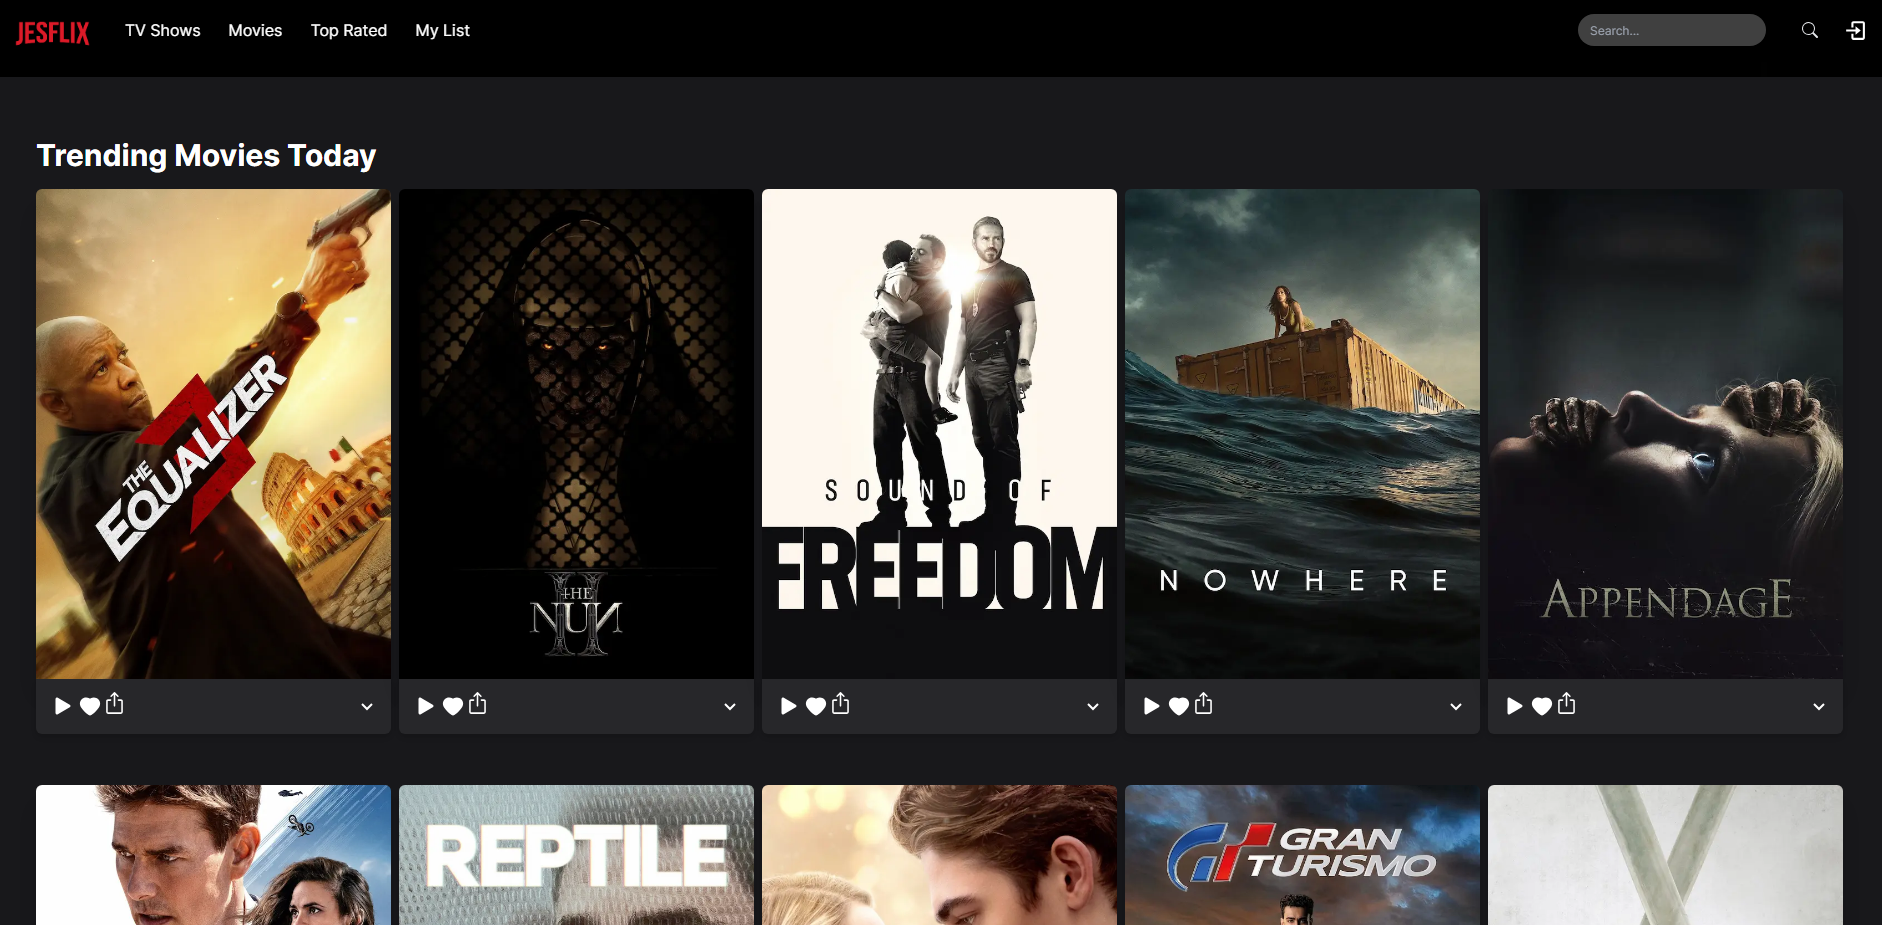 JESFLIX
TV Shows
Movies
Top Rated
My List
Search...
Trending Movies Today
THE
EQUALIZER
3
THE
NUN
II
SOUND OF
FREEDOM
NOWHERE
APPENDAGE
REPTILE
GRAN
TURISMO